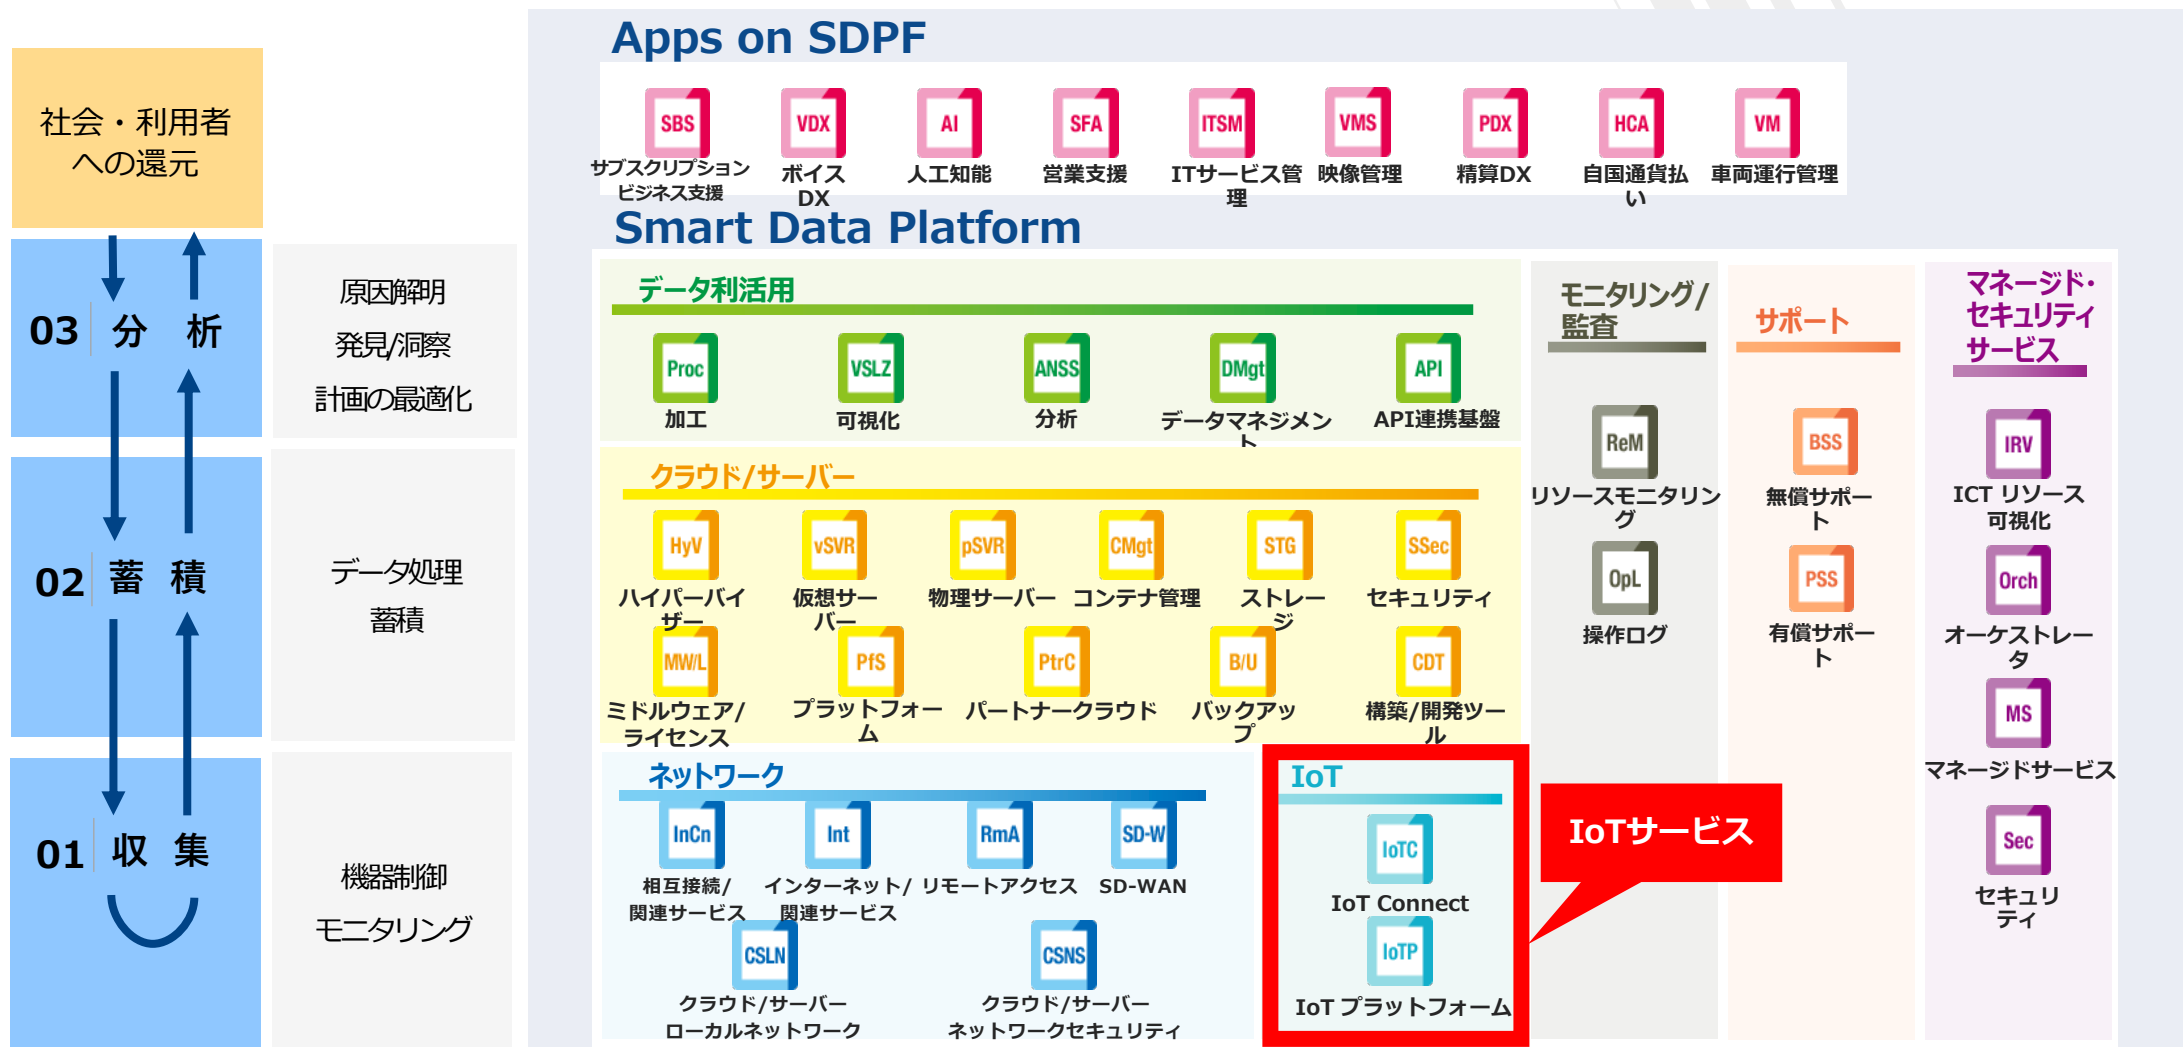 社会・利用者
への還元
03 分 析
原因解明
発見/洞察
計画の最適化
02 蓄 積
データ処理
蓄積
01 収 集
機器制御
モニタリング
Apps on SDPF
SBS
サブスクリプション
ビジネス支援
VDX
ボイス
DX
AI
人工知能
SFA
営業支援
ITSM
ITサービス管
理
VMS
映像管理
PDX
精算DX
HCA
自国通貨払
い
VM
車両運行管理
Smart Data Platform
データ利活用
Proc
加工
VSLZ
可視化
ANSS
分析
DMgt
データマネジメン
ト
API
API連携基盤
クラウド/サーバー
HyV
ハイパーバイ
ザー
vSVR
仮想サー
バー
pSVR
物理サーバー
CMgt
コンテナ管理
STG
ストレー
ジ
SSec
セキュリティ
MW/L
ミドルウェア/
ライセンス
PfS
プラットフォー
ム
PtrC
パートナークラウド
B/U
バックアッ
プ
CDT
構築/開発ツー
ル
ネットワーク
InCn
相互接続/
関連サービス
Int
インターネット/
関連サービス
RmA
リモートアクセス
SD-W
SD-WAN
CSLN
クラウド/サーバー
ローカルネットワーク
CSNS
クラウド/サーバー
ネットワークセキュリティ
IoT
IoTC
IoT Connect
IoTP
IoT プラットフォーム
IoTサービス
モニタリング/
監査
ReM
リソースモニタリン
グ
OpL
操作ログ
サポート
BSS
無償サポー
ト
PSS
有償サポー
ト
マネージド・
セキュリティ
サービス
IRV
ICT リソース
可視化
Orch
オーケストレー
タ
MS
マネージドサービス
Sec
セキュリ
ティ